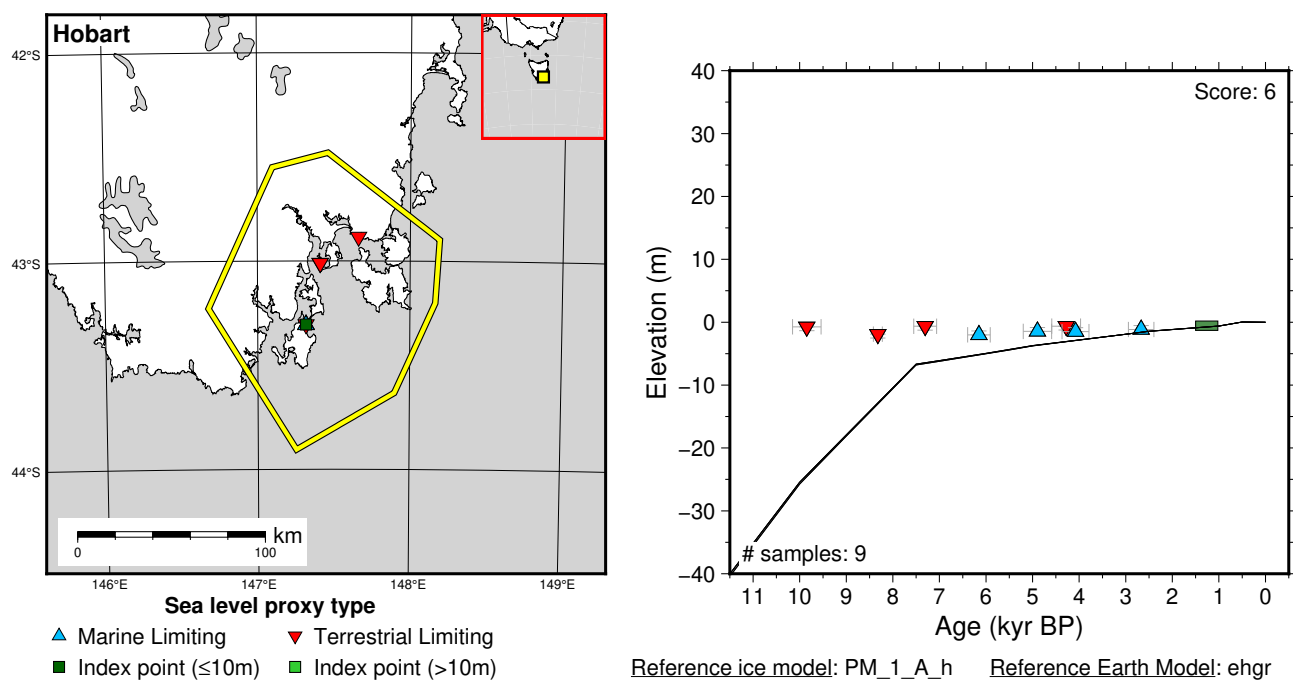 Hobart
42°S
43°S
44°S
146°E
147°E
148°E
149°E
0
100
km
Sea level proxy type
Marine Limiting
Terrestrial Limiting
Index point (≤10m)
Index point (>10m)
Score: 6
40
30
20
10
0
−10
−20
−30
−40
Elevation (m)
# samples: 9
11 10 9 8 7 6 5 4 3 2 1 0
Age (kyr BP)
Reference ice model: PM_1_A_h
Reference Earth Model: ehgr